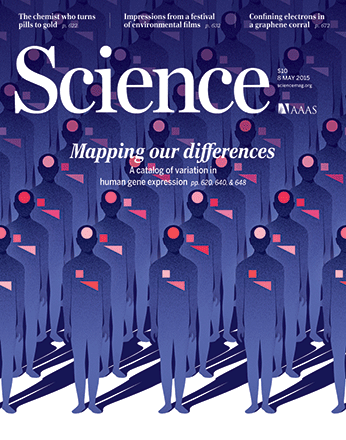 The chemist who turns
pills to gold p. 622
Impressions from a festival
of environmental films p. 632
Confining electrons in
a graphene corral p. 672
Science
$10
8 MAY 2015
sciencemag.org
AAAS
Mapping our differences
A catalog of variation in
human gene expression pp. 620, 640, & 648